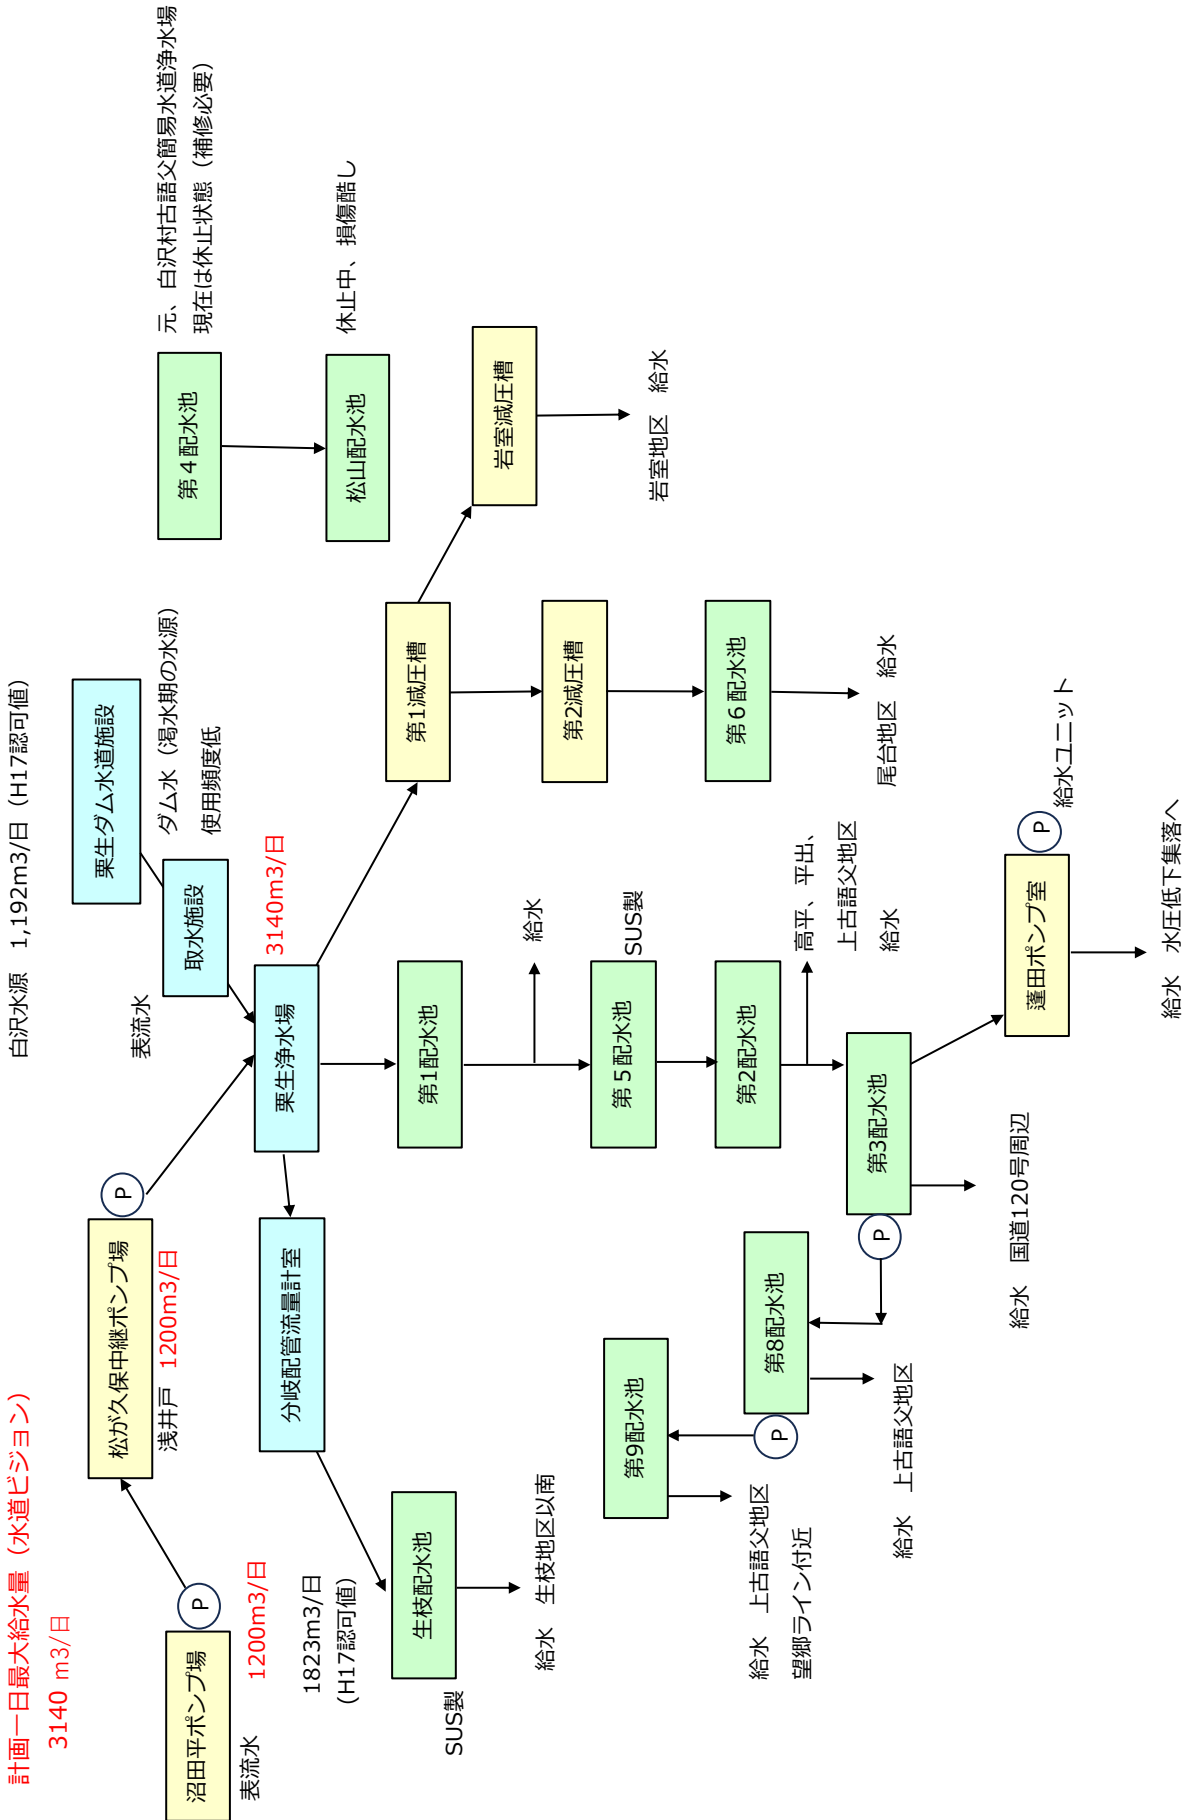 計画一日最大給水量（水道ビジョン）
3140 m3/日
白沢水源　1,192m3/日（H17認可値）
沼田平ポンプ場
P
表流水
1200m3/日
松が久保中継ポンプ場
P
浅井戸
1200m3/日
栗生ダム水道施設
ダム水（渇水期の水源）
使用頻度低
取水施設
表流水
栗生浄水場
3140m3/日
分岐配管流量計室
1823m3/日
(H17認可値)
生枝配水池
SUS製
給水　生枝地区以南
第1配水池
給水
第５配水池
SUS製
第2配水池
高平、平出、
上古語父地区
給水
第3配水池
P
給水　国道120号周辺
第8配水池
P
給水　上古語父地区
第9配水池
給水　上古語父地区
望郷ライン付近
蓬田ポンプ室
P
給水ユニット
給水　水圧低下集落へ
第1減圧槽
第2減圧槽
第６配水池
尾台地区　給水
岩室減圧槽
岩室地区　給水
第４配水池
元、白沢村古語父簡易水道浄水場
現在は休止状態（補修必要）
松山配水池
休止中、損傷酷し